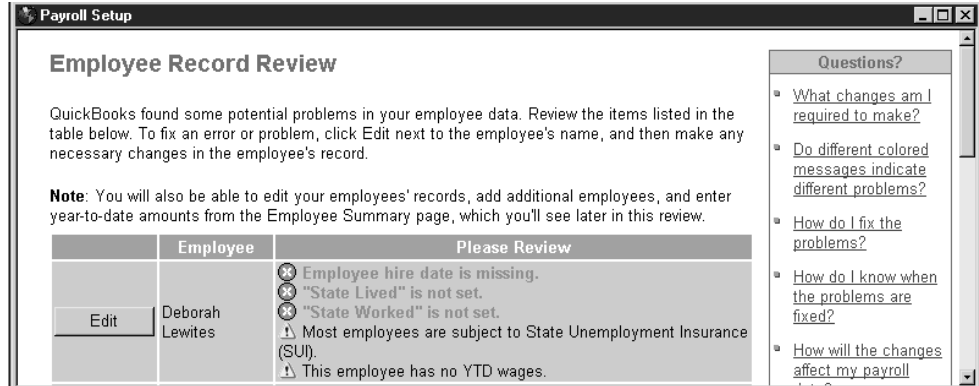 Payroll Setup
Employee Record Review
QuickBooks found some potential problems in your employee data. Review the items listed in the
table below. To fix an error or problem, click Edit next to the employee's name, and then make any
necessary changes in the employee's record.
Note: You will also be able to edit your employees' records, add additional employees, and enter
year-to-date amounts from the Employee Summary page, which you'll see later in this review.
Employee
Please Review
Edit
Deborah
Lewites
Employee hire date is missing.
"State Lived" is not set.
"State Worked" is not set.
Most employees are subject to State Unemployment Insurance
(SUI).
This employee has no YTD wages.
Questions?
What changes am I
required to make?
Do different colored
messages indicate
different problems?
How do I fix the
problems?
How do I know when
the problems are
fixed?
How will the changes
affect my payroll